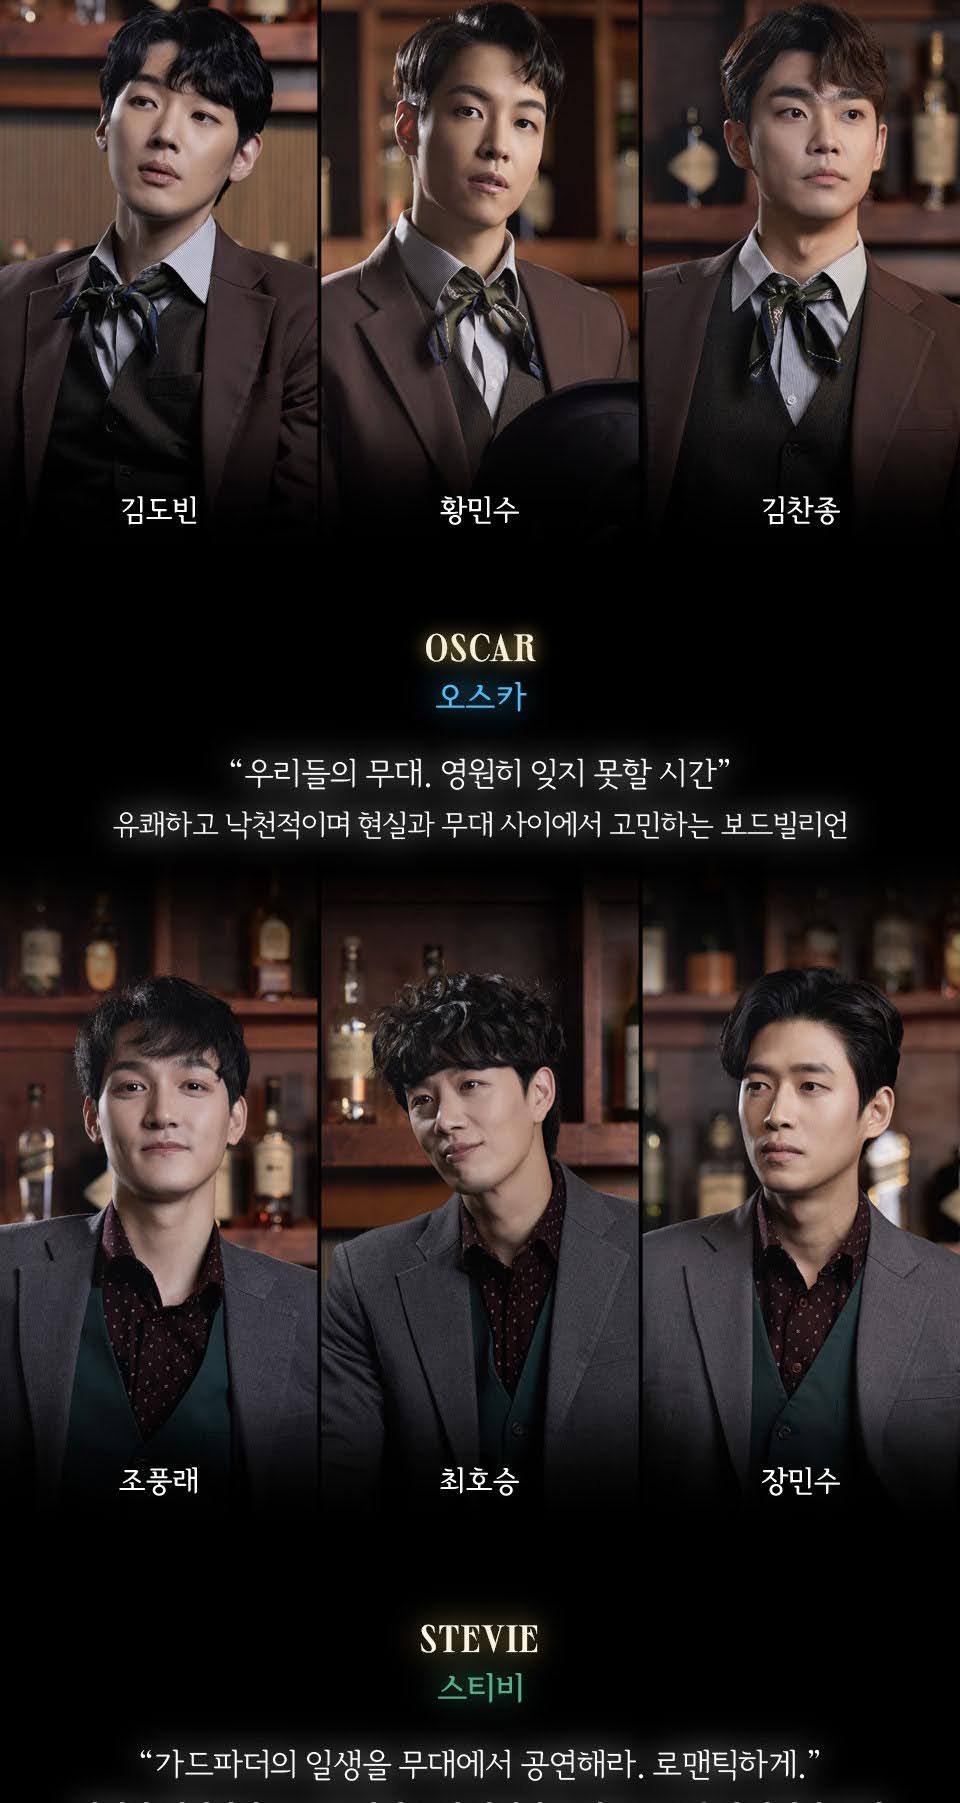 김도빈 황민수 김찬종
OSCAR
오스카
“우리들의 무대. 영원히 잊지 못할 시간”
유쾌하고 낙천적이며 현실과 무대 사이에서 고민하는 보드빌리언
조풍래 최호승 장민수
STEVIE
스티비
“가드파더의 일생을 무대에서 공연해라. 로맨틱하게.”